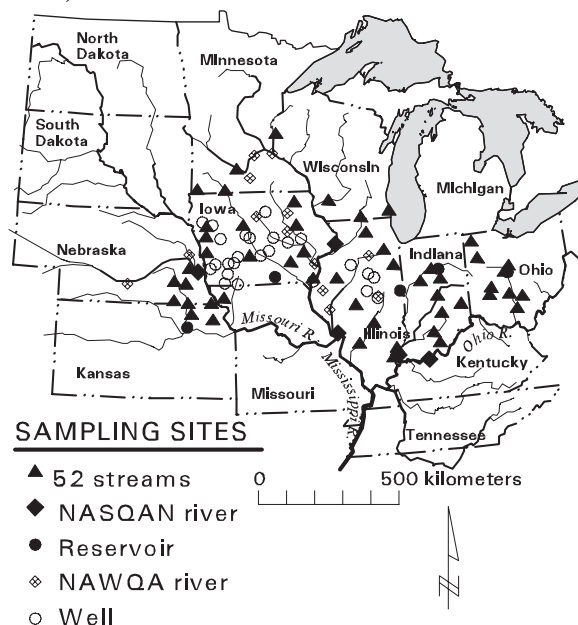 North
Dakota
Minnesota
South
Dakota
Wisconsin
Michigan
Iowa
Nebraska
Indiana
Ohio
Missouri R.
Illinois
Ohio R.
Kentucky
Kansas
Missouri
Mississippi R.
Tennessee
SAMPLING SITES
52 streams
0 500 kilometers
NASQAN river
Reservoir
NAWQA river
Well
N